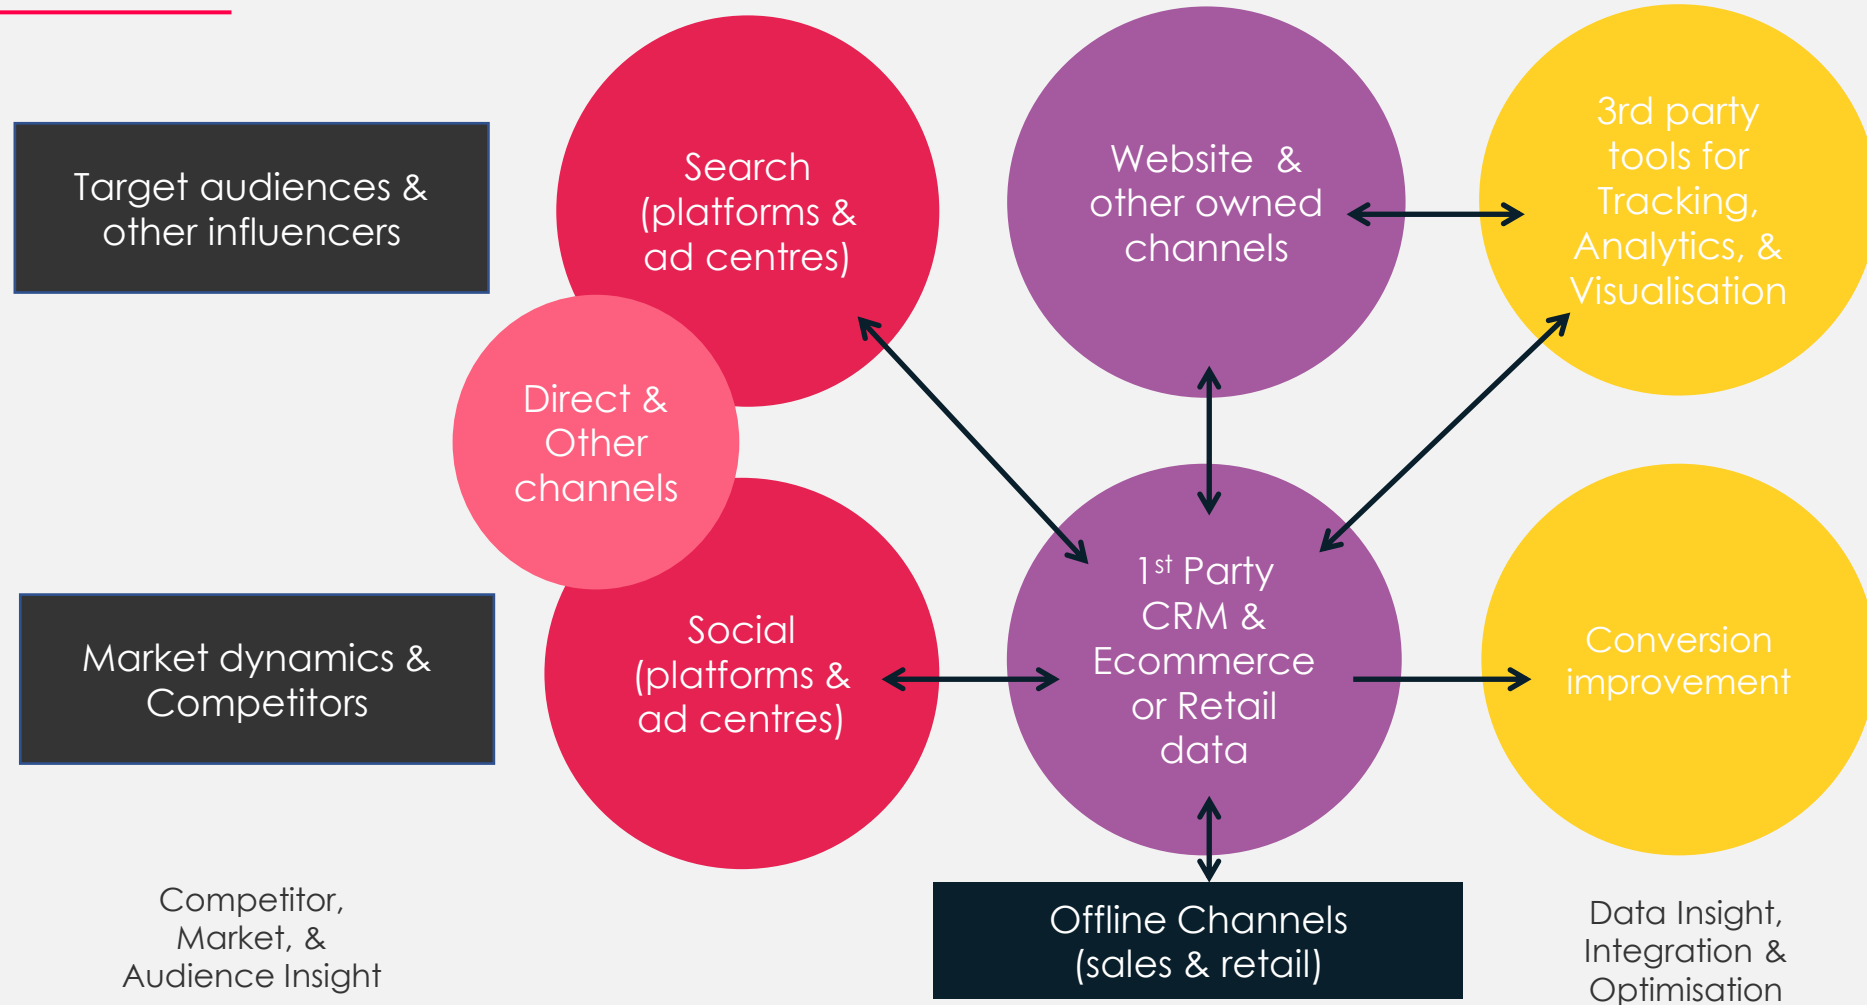 Target audiences &
other influencers
Search
(platforms &
ad centres)
Website & 
other owned
channels
3rd party
tools for
Tracking,
Analytics, &
Visualisation
Direct &
Other
channels
Market dynamics &
Competitors
Social
(platforms &
ad centres)
1st Party
CRM &
Ecommerce
or Retail
data
Conversion
improvement
Competitor,
Market, &
Audience Insight
Offline Channels
(sales & retail)
Data Insight,
Integration &
Optimisation